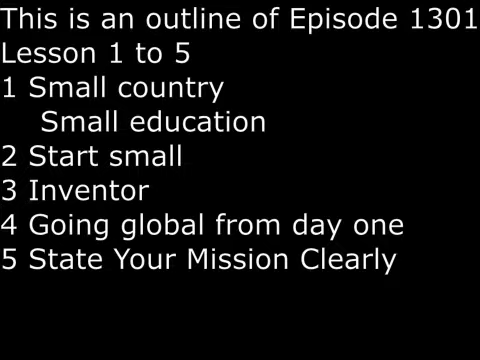 This is an outline of Episode 1301
Lesson 1 to 5
1 Small country
Small education
2 Start small
3 Inventor
4 Going global from day one
5 State Your Mission Clearly